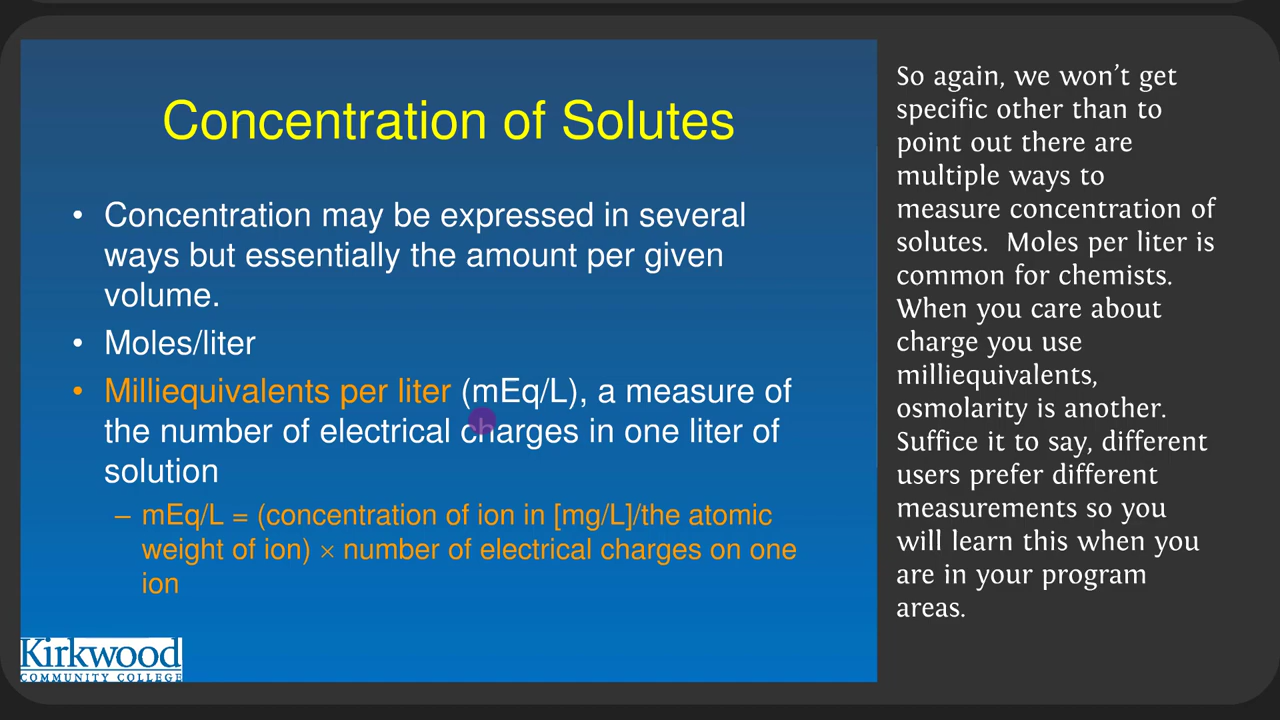 Concentration of Solutes
• Concentration may be expressed in several
ways but essentially the amount per given
volume.
• Moles/liter
• Milliequivalents per liter (mEq/L), a measure of
the number of electrical charges in one liter of
solution
– mEq/L = (concentration of ion in [mg/L]/the atomic
weight of ion) × number of electrical charges on one
ion
Kirkwood
COMMUNITY COLLEGE
So again, we won't get
specific other than to
point out there are
multiple ways to
measure concentration of
solutes. Moles per liter is
common for chemists.
When you care about
charge you use
milliequivalents,
osmolarity is another.
Suffice it to say, different
users prefer different
measurements so you
will learn this when you
are in your program
areas.